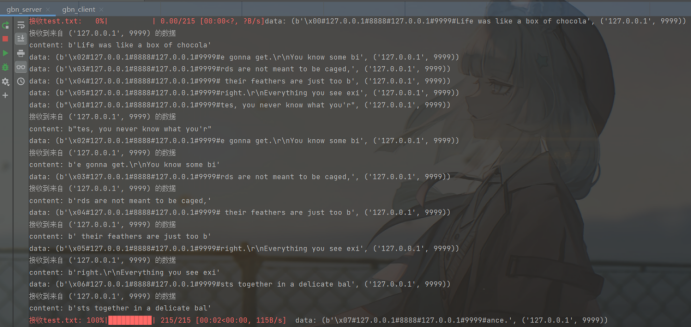 gbn_server × gbn_client ×
接收test.txt: 0%| | 0.00/215 [00:00<?, ?B/s]data: (b'\x00#127.0.0.1#8888#127.0.0.1#9999#Life was like a box of chocola', ('127.0.0.1', 9999))
接收到来自 ('127.0.0.1', 9999) 的数据
content: b'Life was like a box of chocola'
data: (b'\x02#127.0.0.1#8888#127.0.0.1#9999#e gonna get.\r\nYou know some bi', ('127.0.0.1', 9999))
data: (b'\x03#127.0.0.1#8888#127.0.0.1#9999#rds are not meant to be caged,', ('127.0.0.1', 9999))
data: (b'\x04#127.0.0.1#8888#127.0.0.1#9999# their feathers are just too b', ('127.0.0.1', 9999))
data: (b'\x05#127.0.0.1#8888#127.0.0.1#9999#right.\r\nEverything you see exi', ('127.0.0.1', 9999))
data: (b"\x01#127.0.0.1#8888#127.0.0.1#9999#tes, you never know what you'r", ('127.0.0.1', 9999))
接收到来自 ('127.0.0.1', 9999) 的数据
content: b"tes, you never know what you'r"
data: (b'\x02#127.0.0.1#8888#127.0.0.1#9999#e gonna get.\r\nYou know some bi', ('127.0.0.1', 9999))
接收到来自 ('127.0.0.1', 9999) 的数据
content: b'e gonna get.\r\nYou know some bi'
data: (b'\x03#127.0.0.1#8888#127.0.0.1#9999#rds are not meant to be caged,', ('127.0.0.1', 9999))
接收到来自 ('127.0.0.1', 9999) 的数据
content: b'rds are not meant to be caged,'
data: (b'\x04#127.0.0.1#8888#127.0.0.1#9999# their feathers are just too b', ('127.0.0.1', 9999))
接收到来自 ('127.0.0.1', 9999) 的数据
content: b' their feathers are just too b'
data: (b'\x05#127.0.0.1#8888#127.0.0.1#9999#right.\r\nEverything you see exi', ('127.0.0.1', 9999))
接收到来自 ('127.0.0.1', 9999) 的数据
content: b'right.\r\nEverything you see exi'
data: (b'\x06#127.0.0.1#8888#127.0.0.1#9999#sts together in a delicate bal', ('127.0.0.1', 9999))
接收到来自 ('127.0.0.1', 9999) 的数据
content: b'sts together in a delicate bal'
接收test.txt: 100%|██████████| 215/215 [00:02<00:00, 115B/s] data: (b'\x07#127.0.0.1#8888#127.0.0.1#9999#ance.', ('127.0.0.1', 9999))